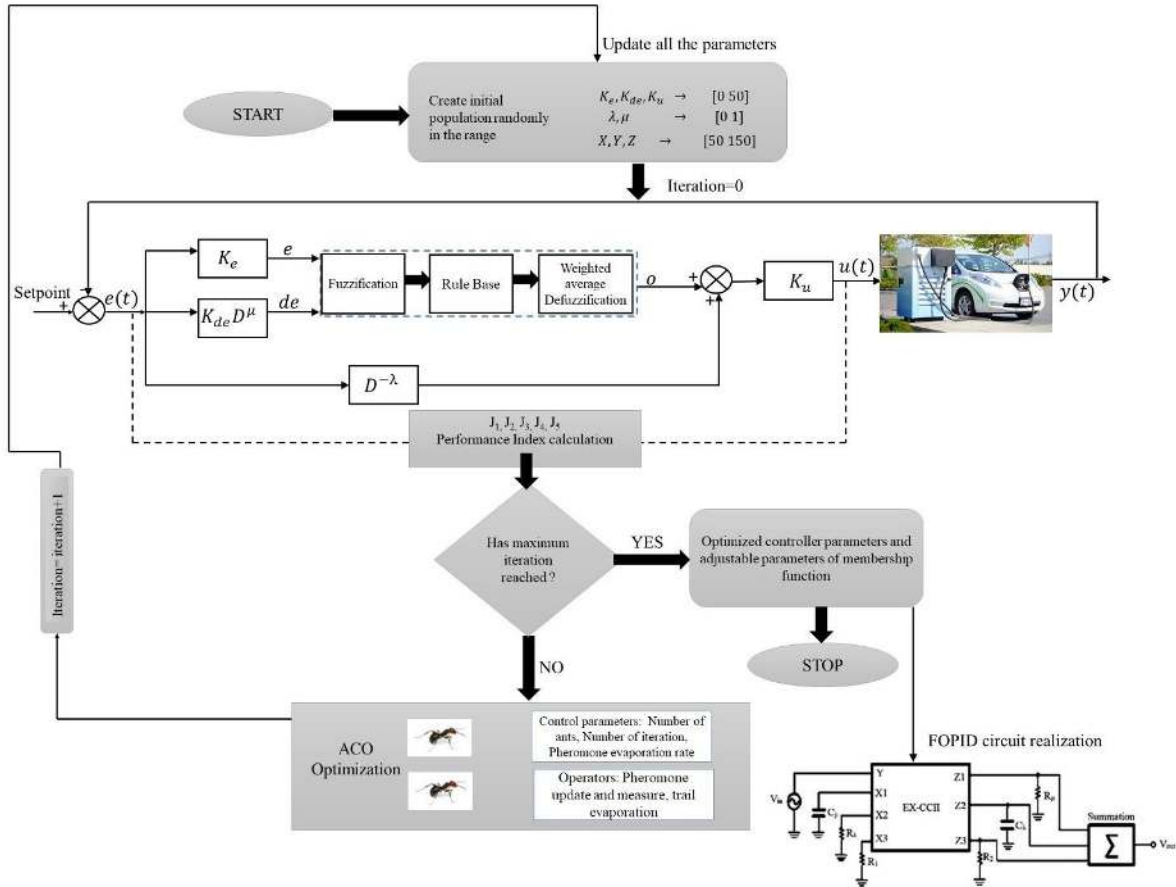 Update all the parameters
START
Create initial
population randomly
in the range
K_e, K_de, K_u → [0 50]
λ, μ → [0 1]
X, Y, Z → [50 150]
Iteration=0
Setpoint
+
−
e(t)
K_e
e
K_de D^μ
de
Fuzzification
Rule Base
Weighted
average
Defuzzification
o
+
+
K_u
u(t)
y(t)
D^−λ
J_1, J_2, J_3, J_4, J_5
Performance Index calculation
Iteration= iteration+1
Has maximum
iteration
reached ?
YES
Optimized controller parameters and
adjustable parameters of membership
function
NO
STOP
ACO
Optimization
Control parameters: Number of
ants, Number of iteration,
Pheromone evaporation rate
Operators: Pheromone
update and measure, trail
evaporation
FOPID circuit realization
V_in
Y
X1
X2
X3
EX-CCII
Z1
Z2
Z3
R_1
R_2
Summation
Σ